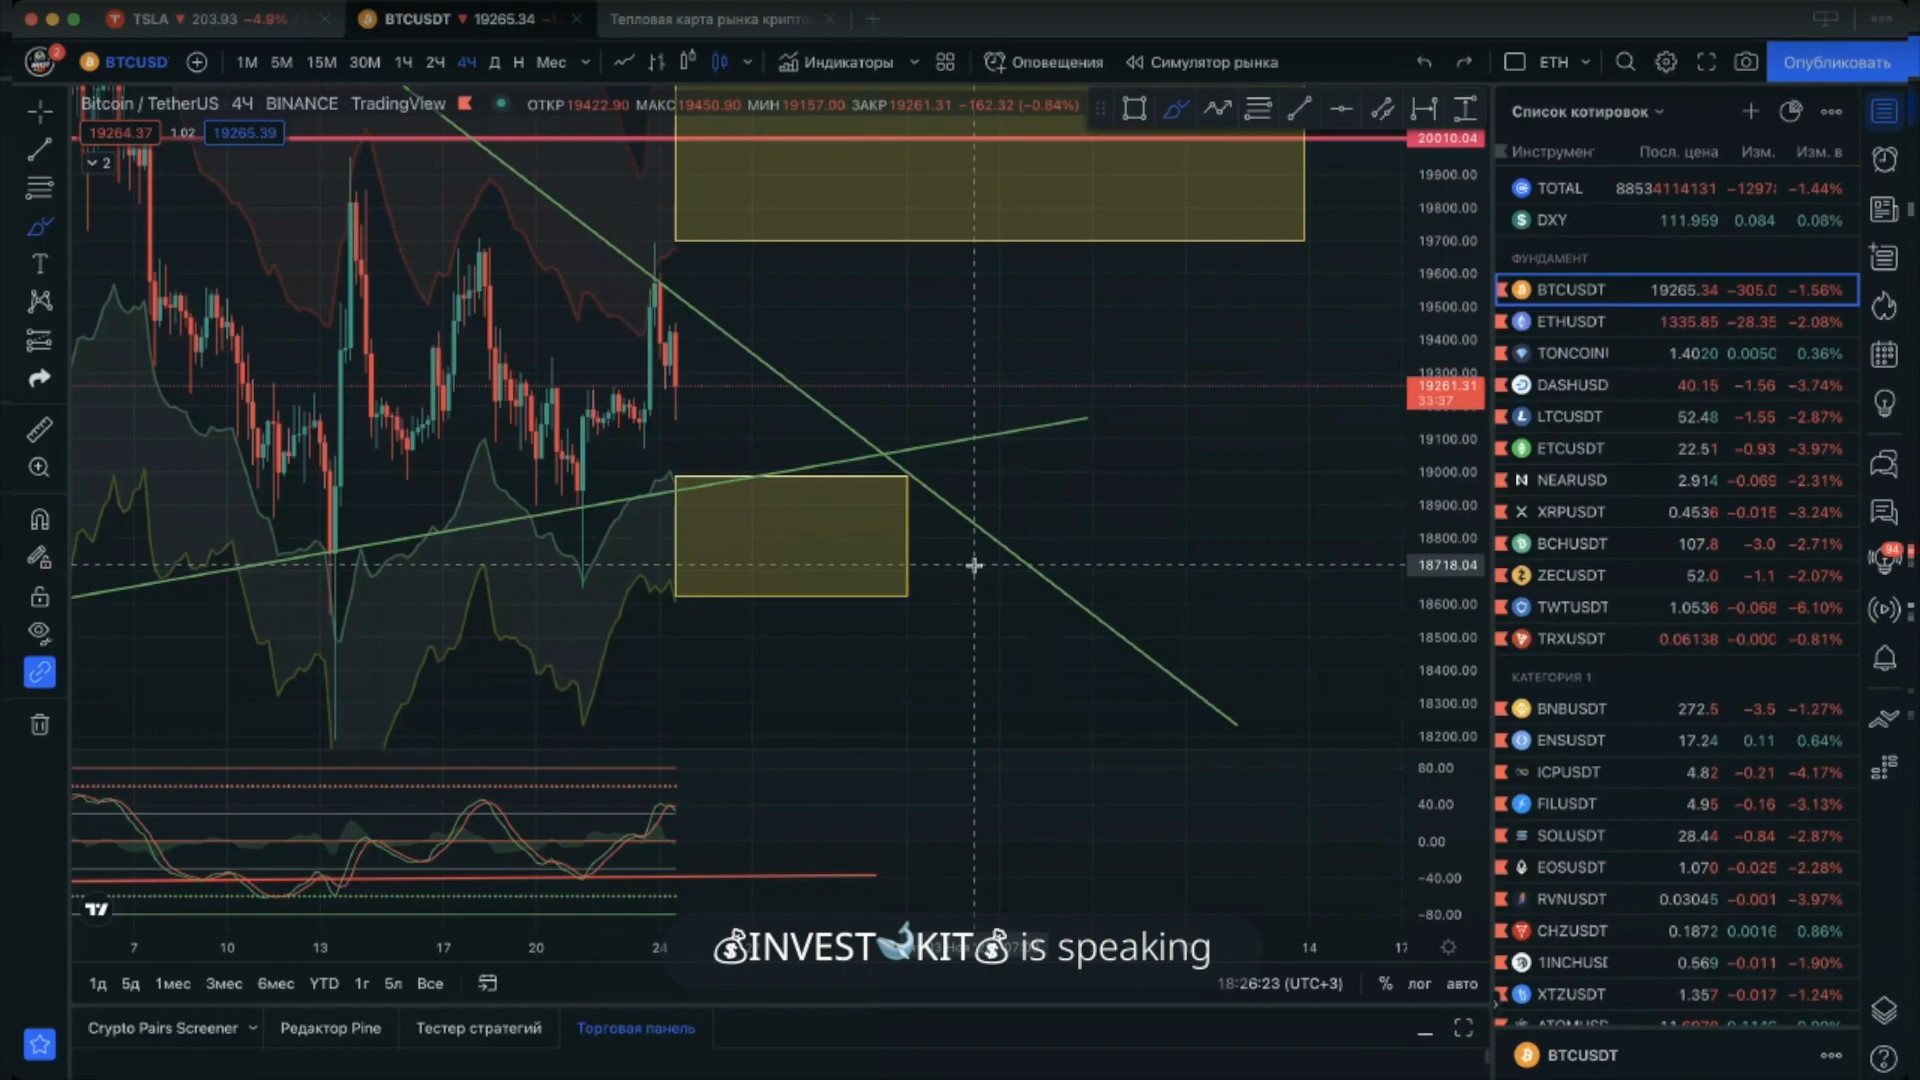 TSLA ▼ 203.93 −4.9%
BTCUSDT ▼ 19265.34
Тепловая карта рынка крипто
2
BTCUSD
1М 5М 15М 30М 1Ч 2Ч 4Ч Д Н Мес
Индикаторы
Оповещения
Симулятор рынка
ETH
Опубликовать
Bitcoin / TetherUS 4Ч BINANCE TradingView
ОТКР 19422.90 МАКС 19450.90 МИН 19157.00 ЗАКР 19261.31 −162.32 (−0.84%)
19264.37 1.02 19265.39
2
20010.04
19900.00
19800.00
19700.00
19600.00
19500.00
19400.00
19300.00
19261.31
33:37
19100.00
19000.00
18900.00
18800.00
18718.04
18600.00
18500.00
18400.00
18300.00
18200.00
80.00
40.00
0.00
−40.00
−80.00
7 10 13 17 20 24 14 17
💰INVEST🐋KIT💰 is speaking
1д 5д 1мес 3мес 6мес YTD 1г 5л Все
18:26:23 (UTC+3) % лог авто
Crypto Pairs Screener
Редактор Pine
Тестер стратегий
Торговая панель
Список котировок
Инструмен Посл. цена Изм. Изм. в
TOTAL 88534114131 −1297 −1.44%
DXY 111.959 0.084 0.08%
ФУНДАМЕНТ
BTCUSDT 19265.34 −305.0 −1.56%
ETHUSDT 1335.85 −28.35 −2.08%
TONCOIN 1.4020 0.0050 0.36%
DASHUSD 40.15 −1.56 −3.74%
LTCUSDT 52.48 −1.55 −2.87%
ETCUSDT 22.51 −0.93 −3.97%
NEARUSD 2.914 −0.069 −2.31%
XRPUSDT 0.4536 −0.015 −3.24%
BCHUSDT 107.8 −3.0 −2.71%
ZECUSDT 52.0 −1.1 −2.07%
TWTUSDT 1.0536 −0.068 −6.10%
TRXUSDT 0.06138 −0.000 −0.81%
КАТЕГОРИЯ 1
BNBUSDT 272.5 −3.5 −1.27%
ENSUSDT 17.24 0.11 0.64%
ICPUSDT 4.82 −0.21 −4.17%
FILUSDT 4.95 −0.16 −3.13%
SOLUSDT 28.44 −0.84 −2.87%
EOSUSDT 1.070 −0.025 −2.28%
RVNUSDT 0.03045 −0.001 −3.97%
CHZUSDT 0.1872 0.0016 0.86%
1INCHUSD 0.569 −0.011 −1.90%
XTZUSDT 1.357 −0.017 −1.24%
BTCUSDT
94